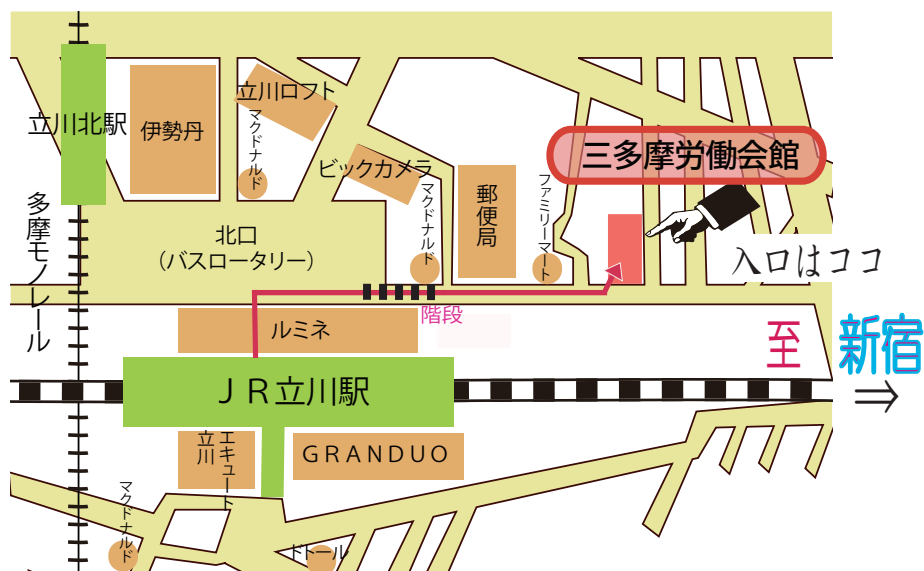 立川北駅
伊勢丹
立川ロフト
マクドナルド
ビックカメラ
マクドナルド
郵便局
ファミリーマート
三多摩労働会館
入口はココ
多摩モノレール
北口
（バスロータリー）
階段
ルミネ
至 新宿
⇒
ＪＲ立川駅
エキュート
立川
GRANDUO
マクドナルド
ドトール